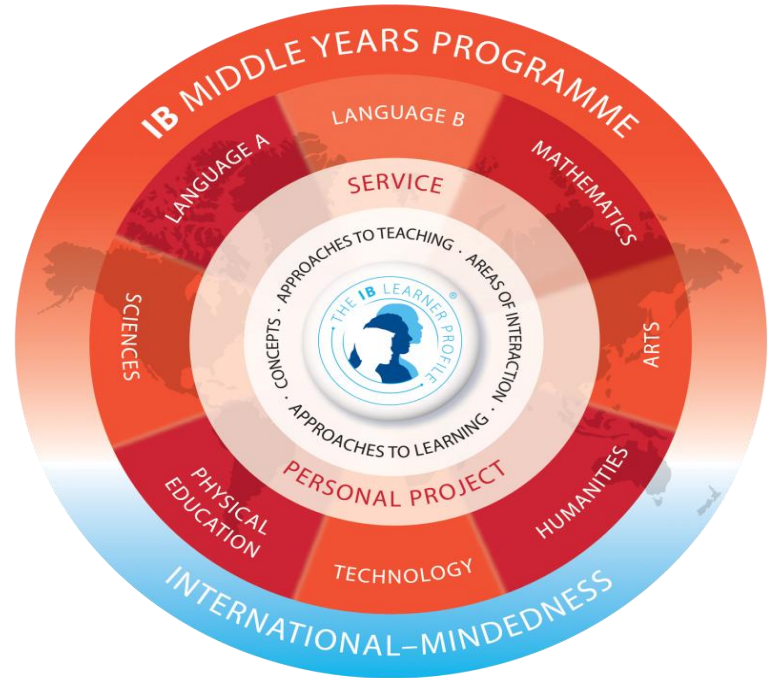 IB MIDDLE YEARS PROGRAMME
LANGUAGE A
LANGUAGE B
MATHEMATICS
SCIENCES
ARTS
PHYSICAL
EDUCATION
TECHNOLOGY
HUMANITIES
SERVICE
PERSONAL PROJECT
CONCEPTS · APPROACHES TO TEACHING · AREAS OF INTERACTION ·
· APPROACHES TO LEARNING ·
THE IB LEARNER PROFILE ®
INTERNATIONAL–MINDEDNESS